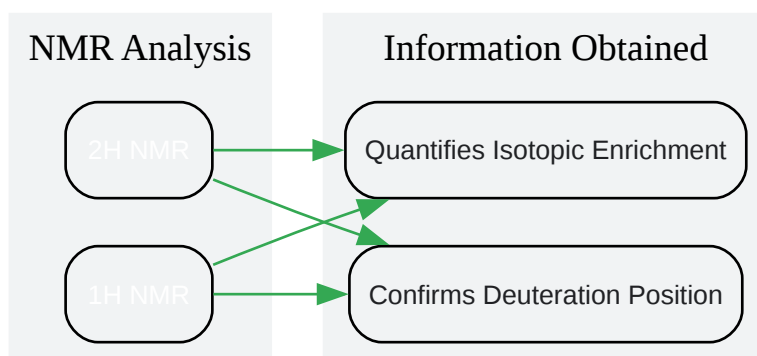 NMR Analysis
Information Obtained
2H NMR
Quantifies Isotopic Enrichment
1H NMR
Confirms Deuteration Position